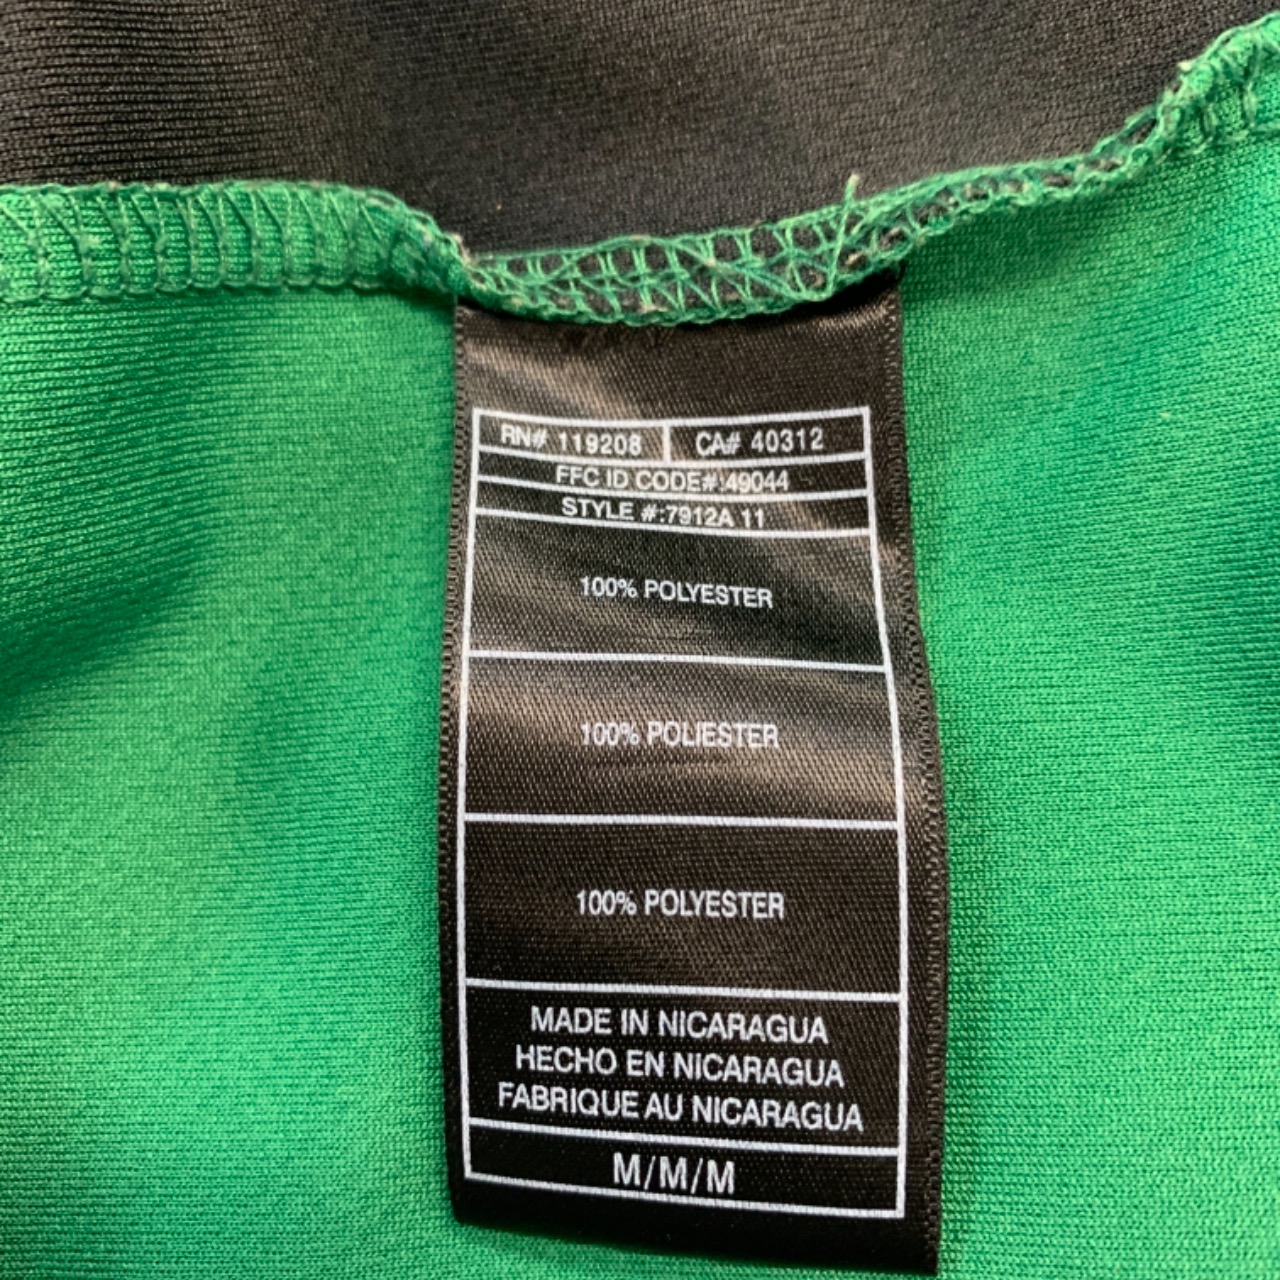 RN# 119208 CA# 40312
FFC ID CODE#:49044
STYLE #:7912A 11
100% POLYESTER
100% POLIESTER
100% POLYESTER
MADE IN NICARAGUA
HECHO EN NICARAGUA
FABRIQUE AU NICARAGUA
M/M/M